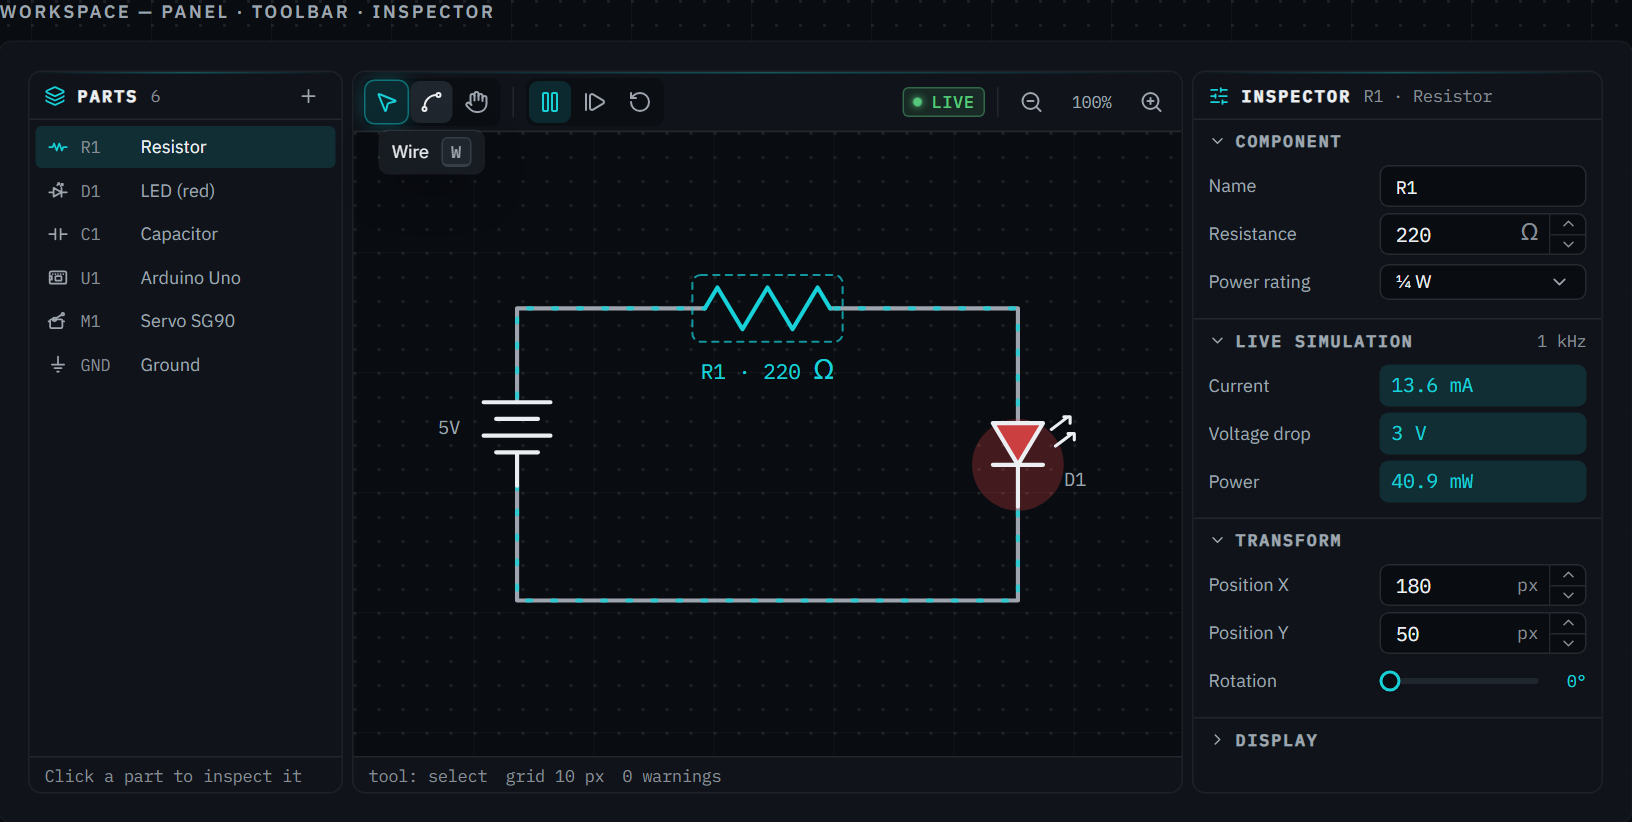 WORKSPACE — PANEL · TOOLBAR · INSPECTOR
PARTS 6
R1 Resistor
D1 LED (red)
C1 Capacitor
U1 Arduino Uno
M1 Servo SG90
GND Ground
Click a part to inspect it
LIVE
100%
Wire W
R1 · 220 Ω
5V
D1
tool: select grid 10 px 0 warnings
INSPECTOR R1 · Resistor
COMPONENT
Name R1
Resistance 220 Ω
Power rating ¼ W
LIVE SIMULATION 1 kHz
Current 13.6 mA
Voltage drop 3 V
Power 40.9 mW
TRANSFORM
Position X 180 px
Position Y 50 px
Rotation 0°
DISPLAY